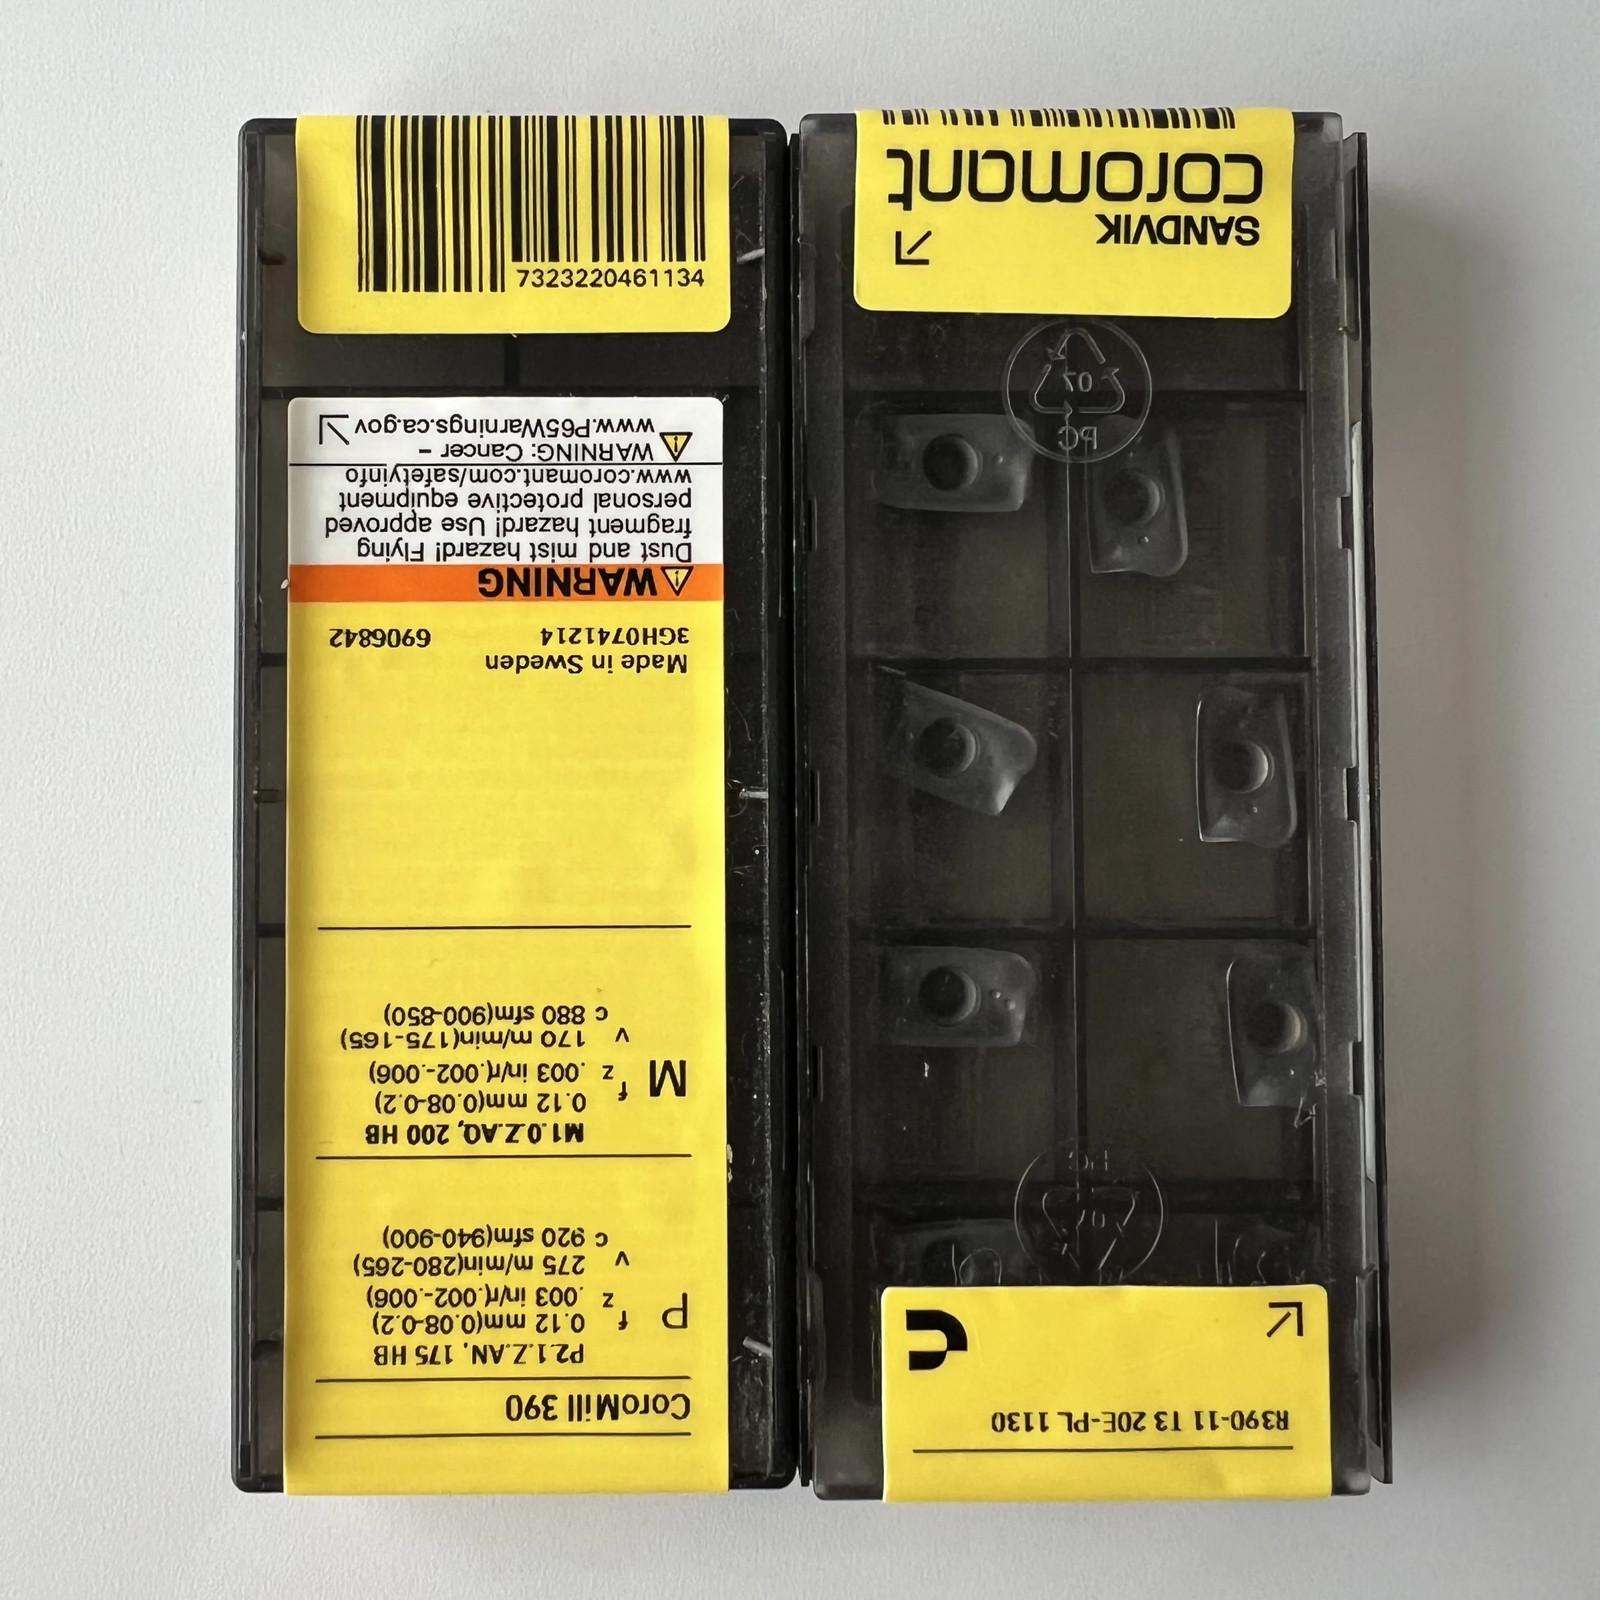 7323220461134
CoroMill 390
P2.1.Z.AN, 175 HB
P
f z
0.12 mm(0.08-0.2)
.003 in/r(.002-.006)
v c
275 m/min(280-265)
920 sfm(940-900)
M1.0.Z.AQ, 200 HB
M
f z
0.12 mm(0.08-0.2)
.003 in/r(.002-.006)
v c
170 m/min(175-165)
880 sfm(900-850)
Made in Sweden
3GH0741214 6906842
WARNING
Dust and mist hazard! Flying
fragment hazard! Use approved
personal protective equipment
www.coromant.com/safetyinfo
WARNING: Cancer -
www.P65Warnings.ca.gov
R390-11 T3 20E-PL 1130
07
PC
SANDVIK
coromant
07
PC